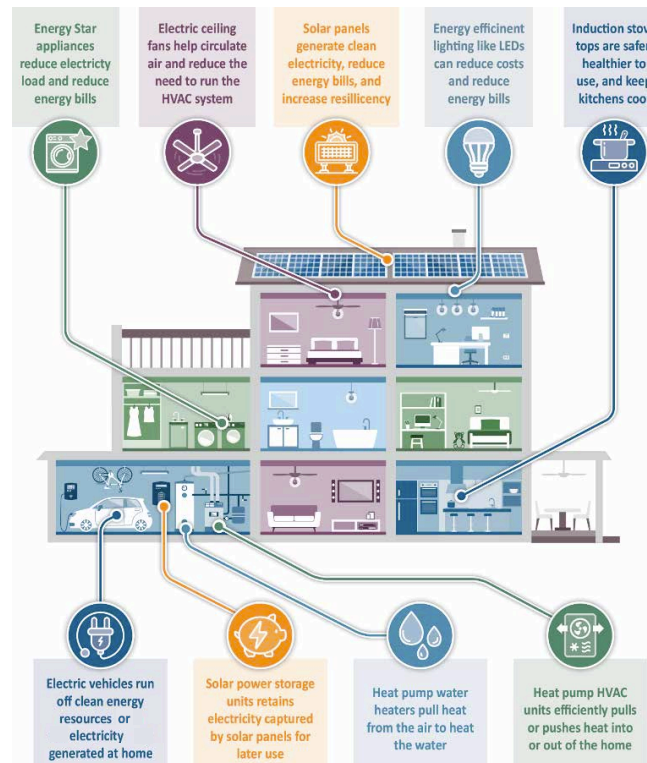 Energy Star
appliances
reduce electricity
load and reduce
energy bills
Electric ceiling
fans help circulate
air and reduce the
need to run the
HVAC system
Solar panels
generate clean
electricity, reduce
energy bills, and
increase resillicency
Energy efficinent
lighting like LEDs
can reduce costs
and reduce
energy bills
Induction stov
tops are safer
healthier to
use, and keep
kitchens coo
Electric vehicles run
off clean energy
resources or
electricity
generated at home
Solar power storage
units retains
electricity captured
by solar panels for
later use
Heat pump water
heaters pull heat
from the air to heat
the water
Heat pump HVAC
units efficiently pulls
or pushes heat into
or out of the home